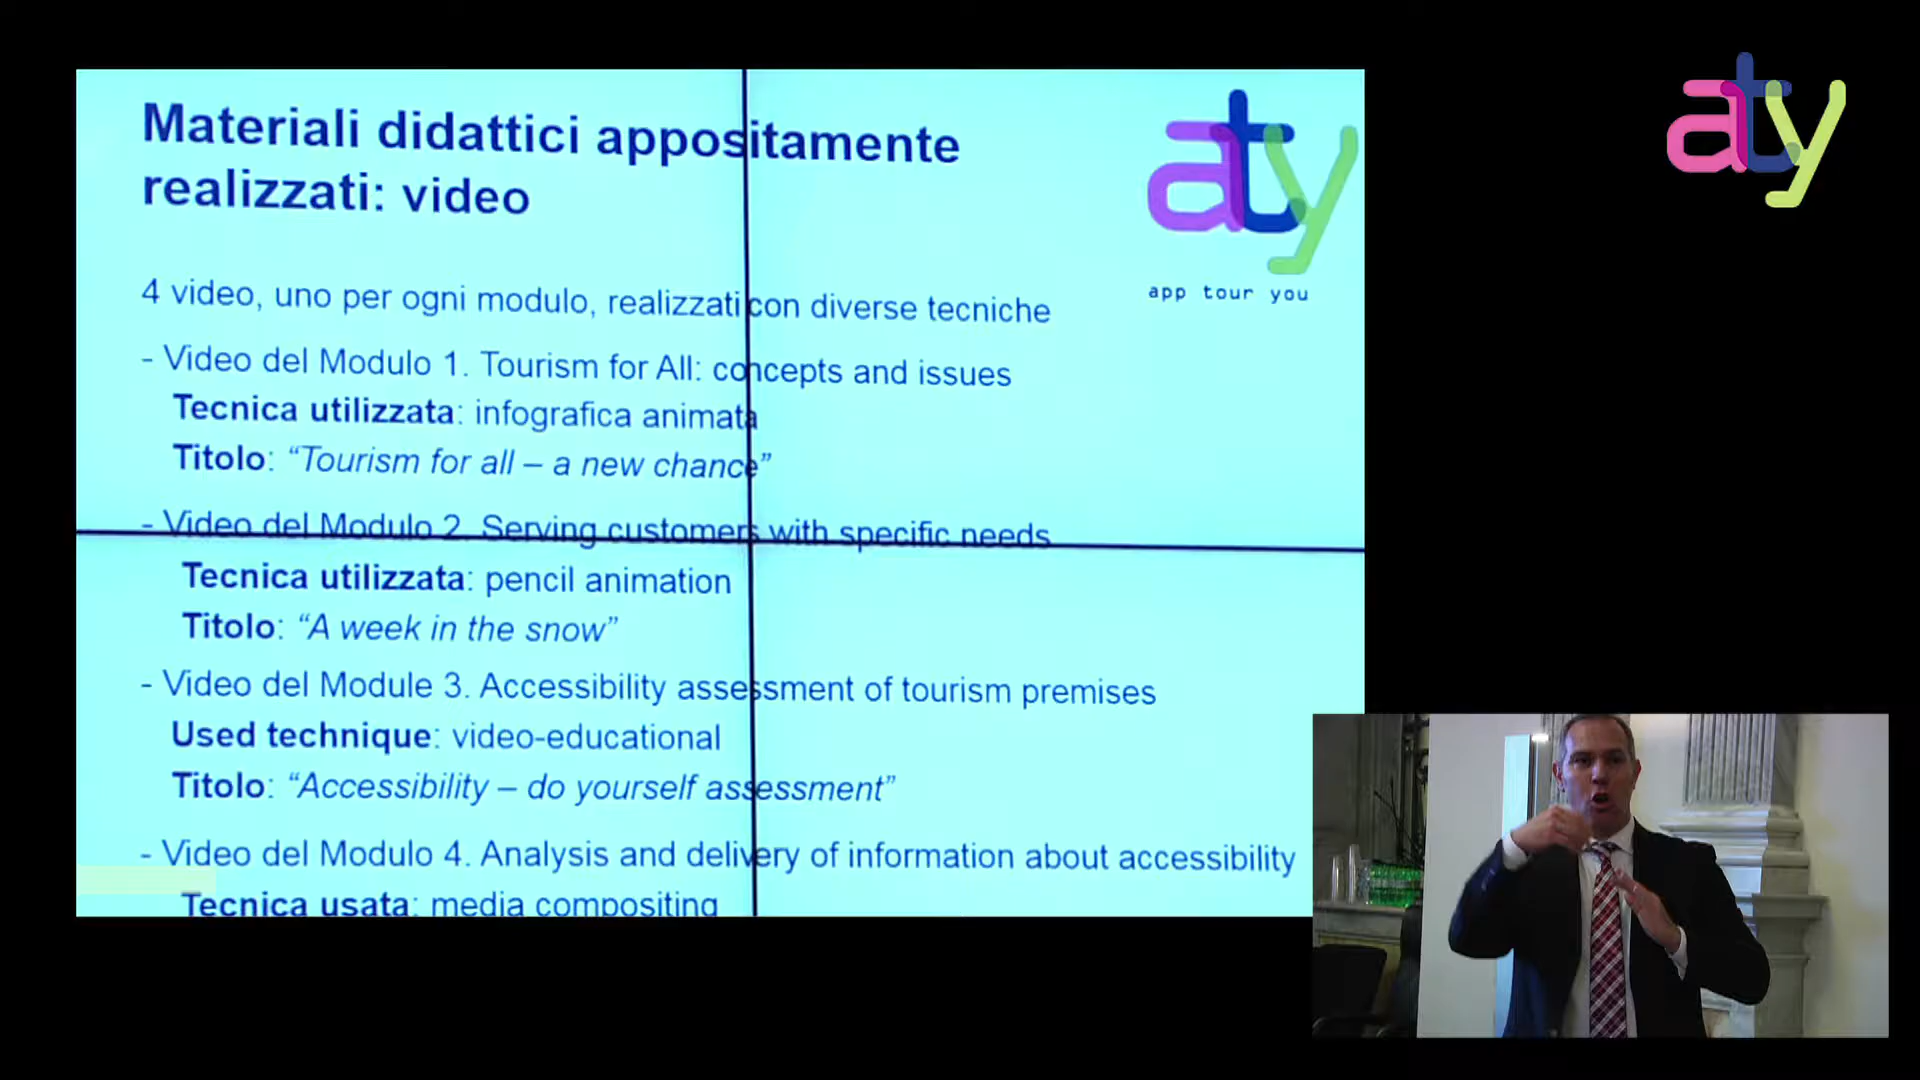 Materiali didattici appositamente
realizzati: video
aty
app tour you
aty
4 video, uno per ogni modulo, realizzati con diverse tecniche
- Video del Modulo 1. Tourism for All: concepts and issues
Tecnica utilizzata: infografica animata
Titolo: “Tourism for all – a new chance”
- Video del Modulo 2. Serving customers with specific needs
Tecnica utilizzata: pencil animation
Titolo: “A week in the snow”
- Video del Module 3. Accessibility assessment of tourism premises
Used technique: video-educational
Titolo: “Accessibility – do yourself assessment”
- Video del Modulo 4. Analysis and delivery of information about accessibility
Tecnica usata: media compositing